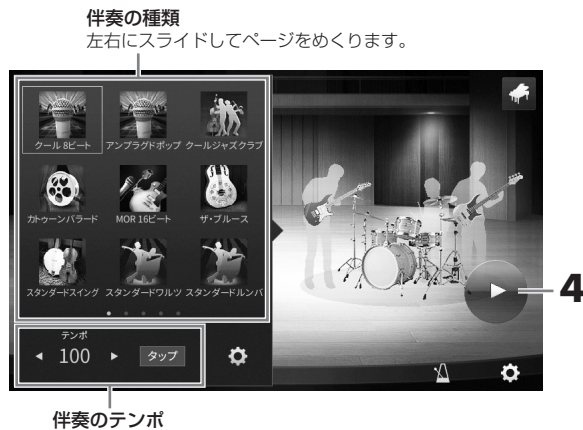 伴奏の種類
左右にスライドしてページをめくります。
クール 8ビート
アンプラグドポップ
クールジャズクラブ
カトゥーンバラード
MOR 16ビート
ザ・ブルース
スタンダードスイング
スタンダードワルツ
スタンダードルンバ
4
テンポ
100
タップ
伴奏のテンポ